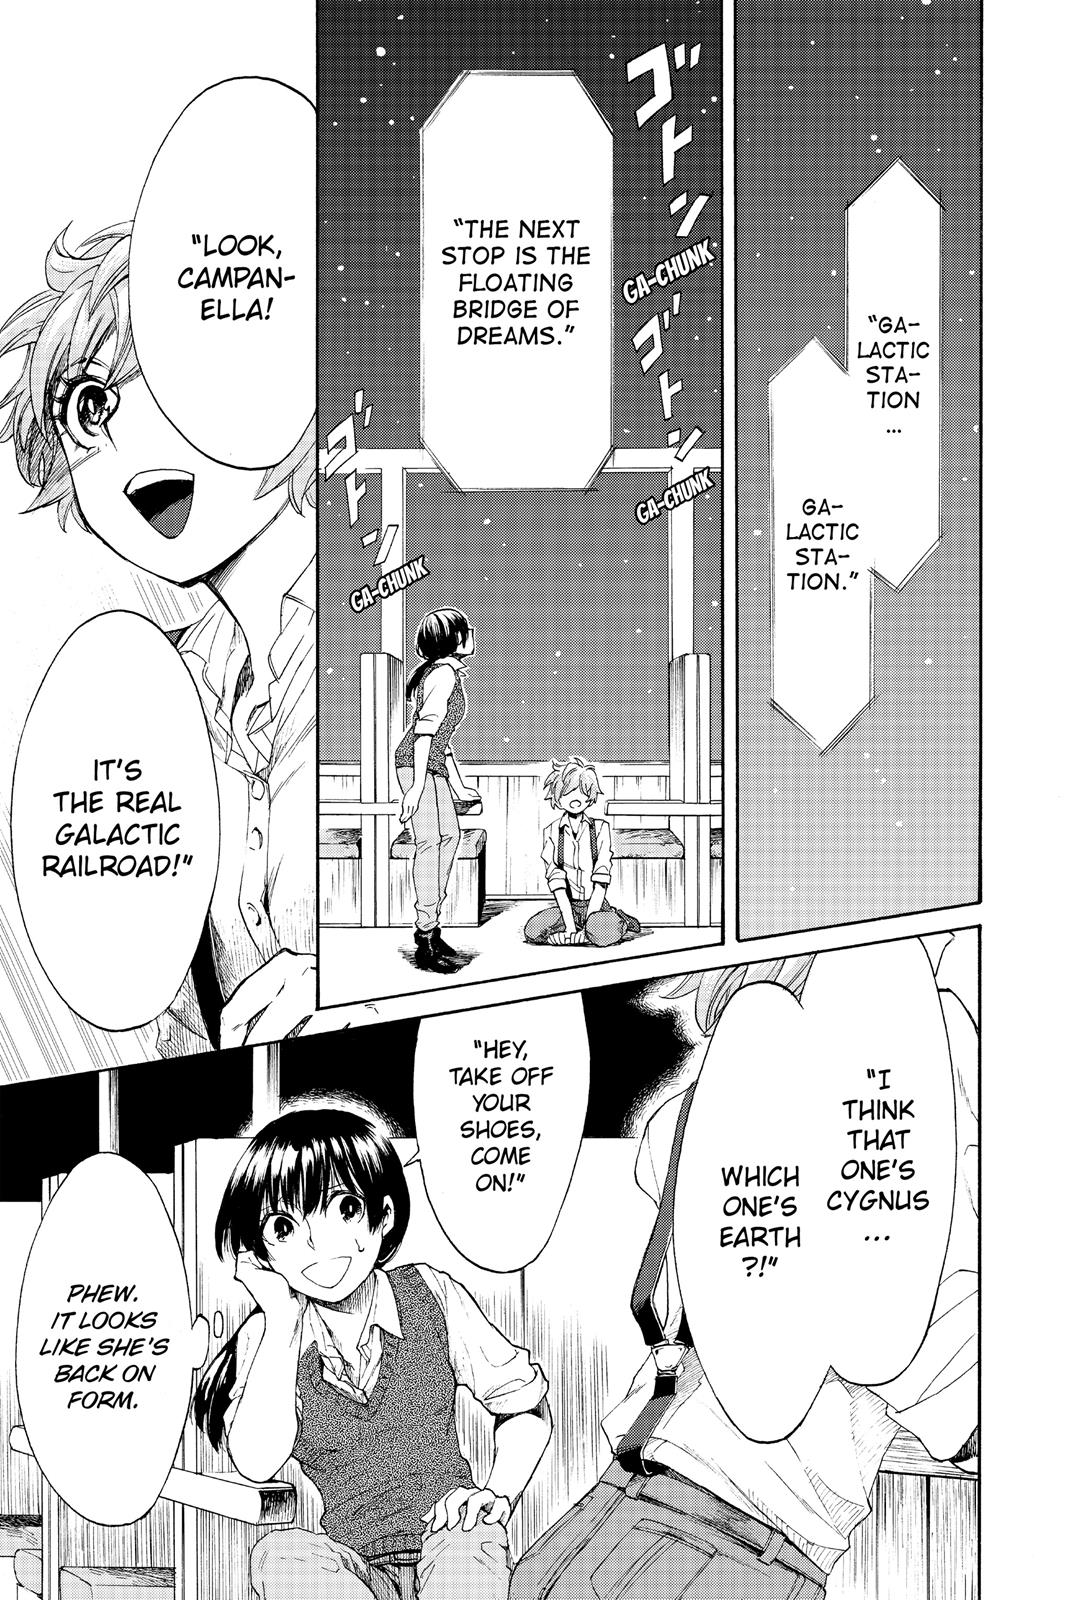 "GA-
LACTIC
STA-
TION
...
GA-
LACTIC
STA-
TION."
ゴトン
GA-CHUNK
ゴトン
GA-CHUNK
"THE NEXT
STOP IS THE
FLOATING
BRIDGE OF
DREAMS."
ゴトン
GA-CHUNK
"LOOK,
CAMPAN-
ELLA!
IT'S
THE REAL
GALACTIC
RAILROAD!"
"I
THINK
THAT
ONE'S
CYGNUS
...
WHICH
ONE'S
EARTH
?!"
"HEY,
TAKE OFF
YOUR
SHOES,
COME
ON!"
PHEW.
IT LOOKS
LIKE SHE'S
BACK ON
FORM.